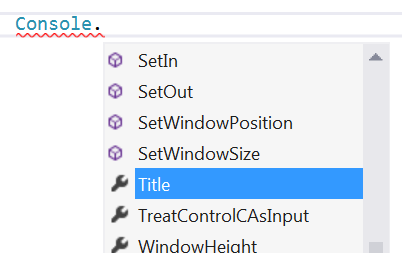 Console.
SetIn
SetOut
SetWindowPosition
SetWindowSize
Title
TreatControlCAsInput
WindowHeight